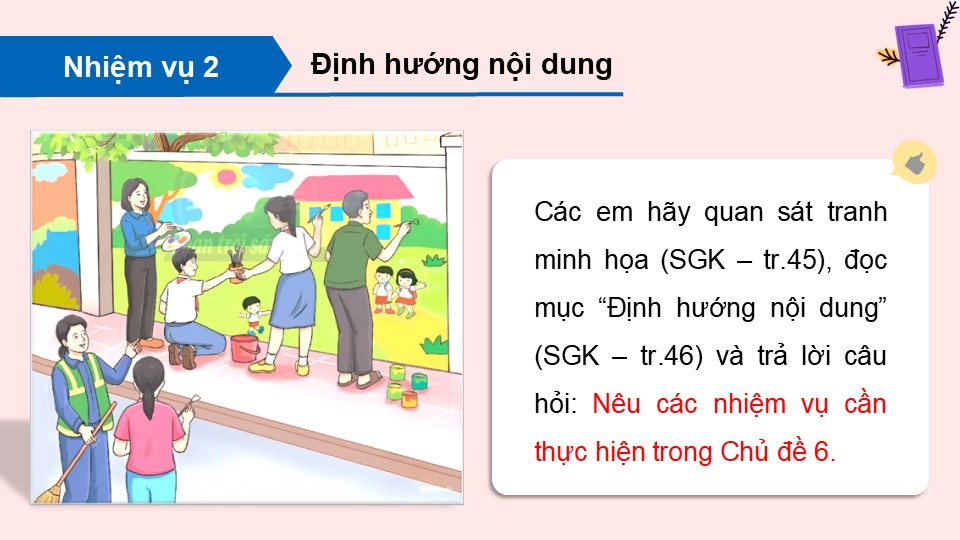 Nhiệm vụ 2
Định hướng nội dung
Các em hãy quan sát tranh
minh họa (SGK – tr.45), đọc
mục “Định hướng nội dung”
(SGK – tr.46) và trả lời câu
hỏi: Nêu các nhiệm vụ cần
thực hiện trong Chủ đề 6.